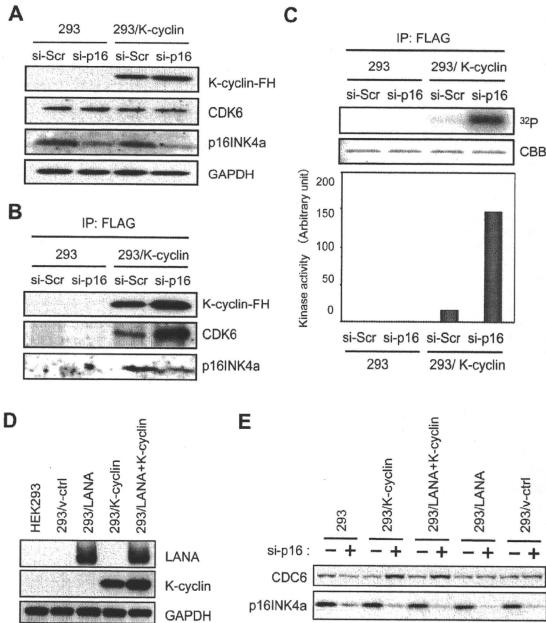 A
293 293/K-cyclin
si-Scr si-p16 si-Scr si-p16
K-cyclin-FH
CDK6
p16INK4a
GAPDH
B
IP: FLAG
293 293/K-cyclin
si-Scr si-p16 si-Scr si-p16
K-cyclin-FH
CDK6
p16INK4a
C
IP: FLAG
293 293/ K-cyclin
si-Scr si-p16 si-Scr si-p16
32P
CBB
Kinase activity (Arbitrary unit)
200
150
100
50
0
si-Scr si-p16 si-Scr si-p16
293 293/ K-cyclin
D
HEK293
293/v-ctrl
293/LANA
293/K-cyclin
293/LANA+K-cyclin
LANA
K-cyclin
GAPDH
E
293
293/K-cyclin
293/LANA+K-cyclin
293/LANA
293/v-ctrl
si-p16 : − + − + − + − + − +
CDC6
p16INK4a